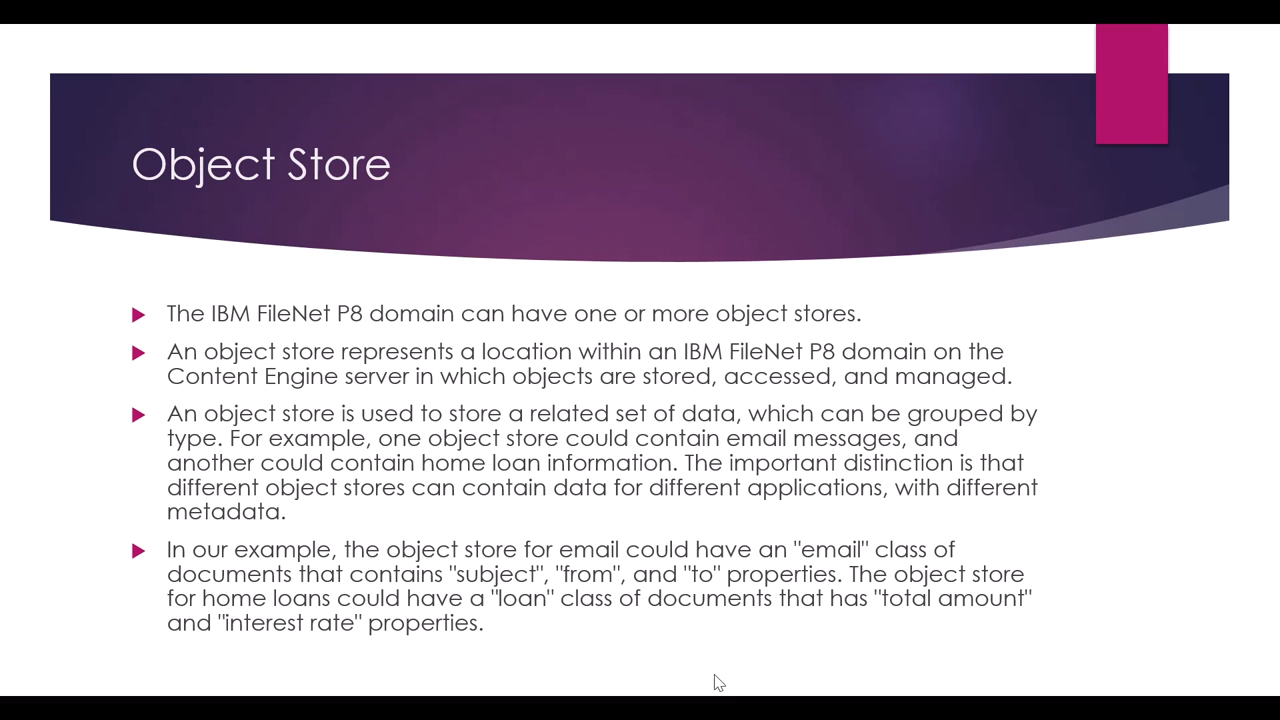 Object Store
The IBM FileNet P8 domain can have one or more object stores.
An object store represents a location within an IBM FileNet P8 domain on the
Content Engine server in which objects are stored, accessed, and managed.
An object store is used to store a related set of data, which can be grouped by
type. For example, one object store could contain email messages, and
another could contain home loan information. The important distinction is that
different object stores can contain data for different applications, with different
metadata.
In our example, the object store for email could have an "email" class of
documents that contains "subject", "from", and "to" properties. The object store
for home loans could have a "loan" class of documents that has "total amount"
and "interest rate" properties.